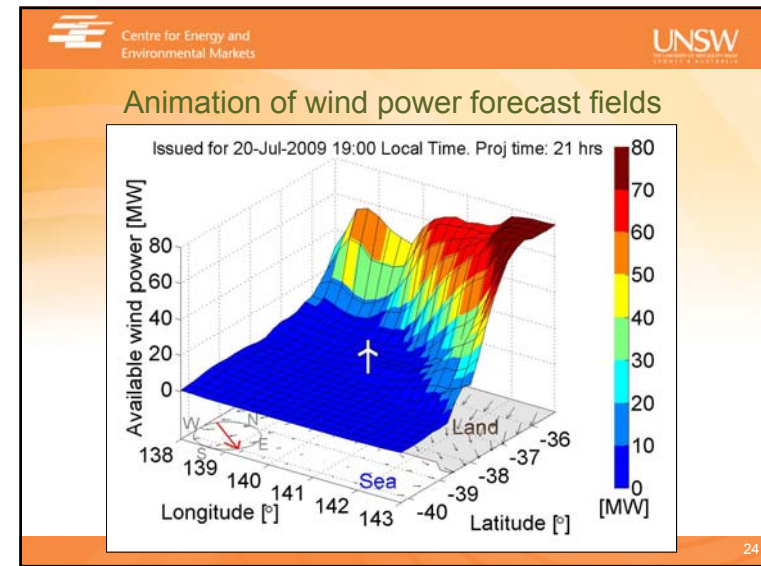 Centre for Energy and
Environmental Markets
UNSW
Animation of wind power forecast fields
Issued for 20-Jul-2009 19:00 Local Time. Proj time: 21 hrs
Available wind power [MW]
80
60
40
20
0
W
N
S
E
138
139
140
141
142
143
Longitude [º]
Sea
Land
-40
-39
-38
-37
-36
Latitude [º]
80
70
60
50
40
30
20
10
0
[MW]
24